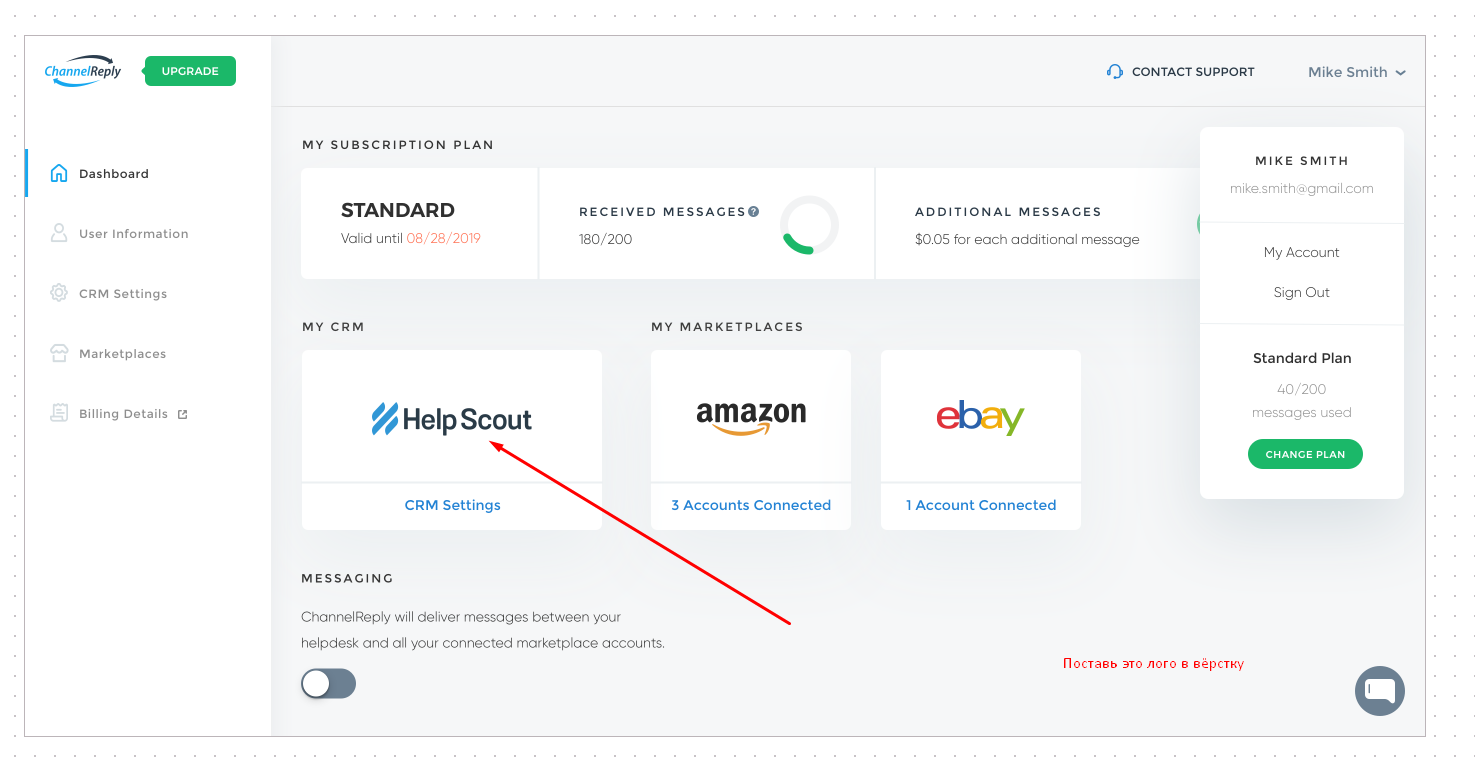 ChannelReply
UPGRADE
CONTACT SUPPORT
Mike Smith
Dashboard
User Information
CRM Settings
Marketplaces
Billing Details
MY SUBSCRIPTION PLAN
STANDARD
Valid until 08/28/2019
RECEIVED MESSAGES?
180/200
ADDITIONAL MESSAGES
$0.05 for each additional message
MIKE SMITH
mike.smith@gmail.com
My Account
Sign Out
Standard Plan
40/200
messages used
CHANGE PLAN
MY CRM
Help Scout
CRM Settings
MY MARKETPLACES
amazon
3 Accounts Connected
ebay
1 Account Connected
MESSAGING
ChannelReply will deliver messages between your
helpdesk and all your connected marketplace accounts.
Поставь это лого в вёрстку